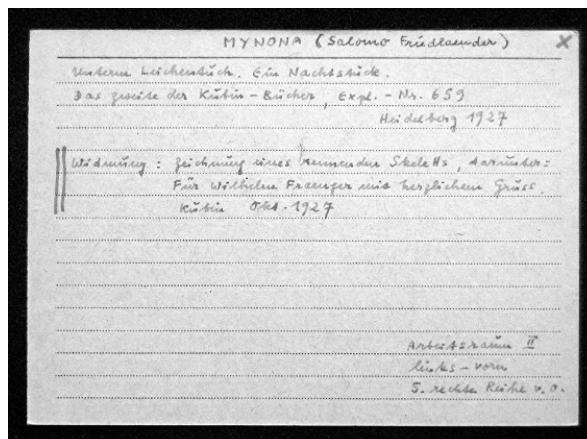 MYNONA (Salomo Friedlaender) X
Unterm Leichentuch. Ein Nachtstück.
Das zweite der Kubin-Bücher, Expl.-Nr. 659
Heidelberg 1927
Widmung: Zeichnung eines rennenden Skeletts, darunter:
Für Wilhelm Fraenger mit herzlichem Gruss.
Kubin Okt. 1927
Arbeitsraum II
links-vorn
5. rechte Reihe v.o.